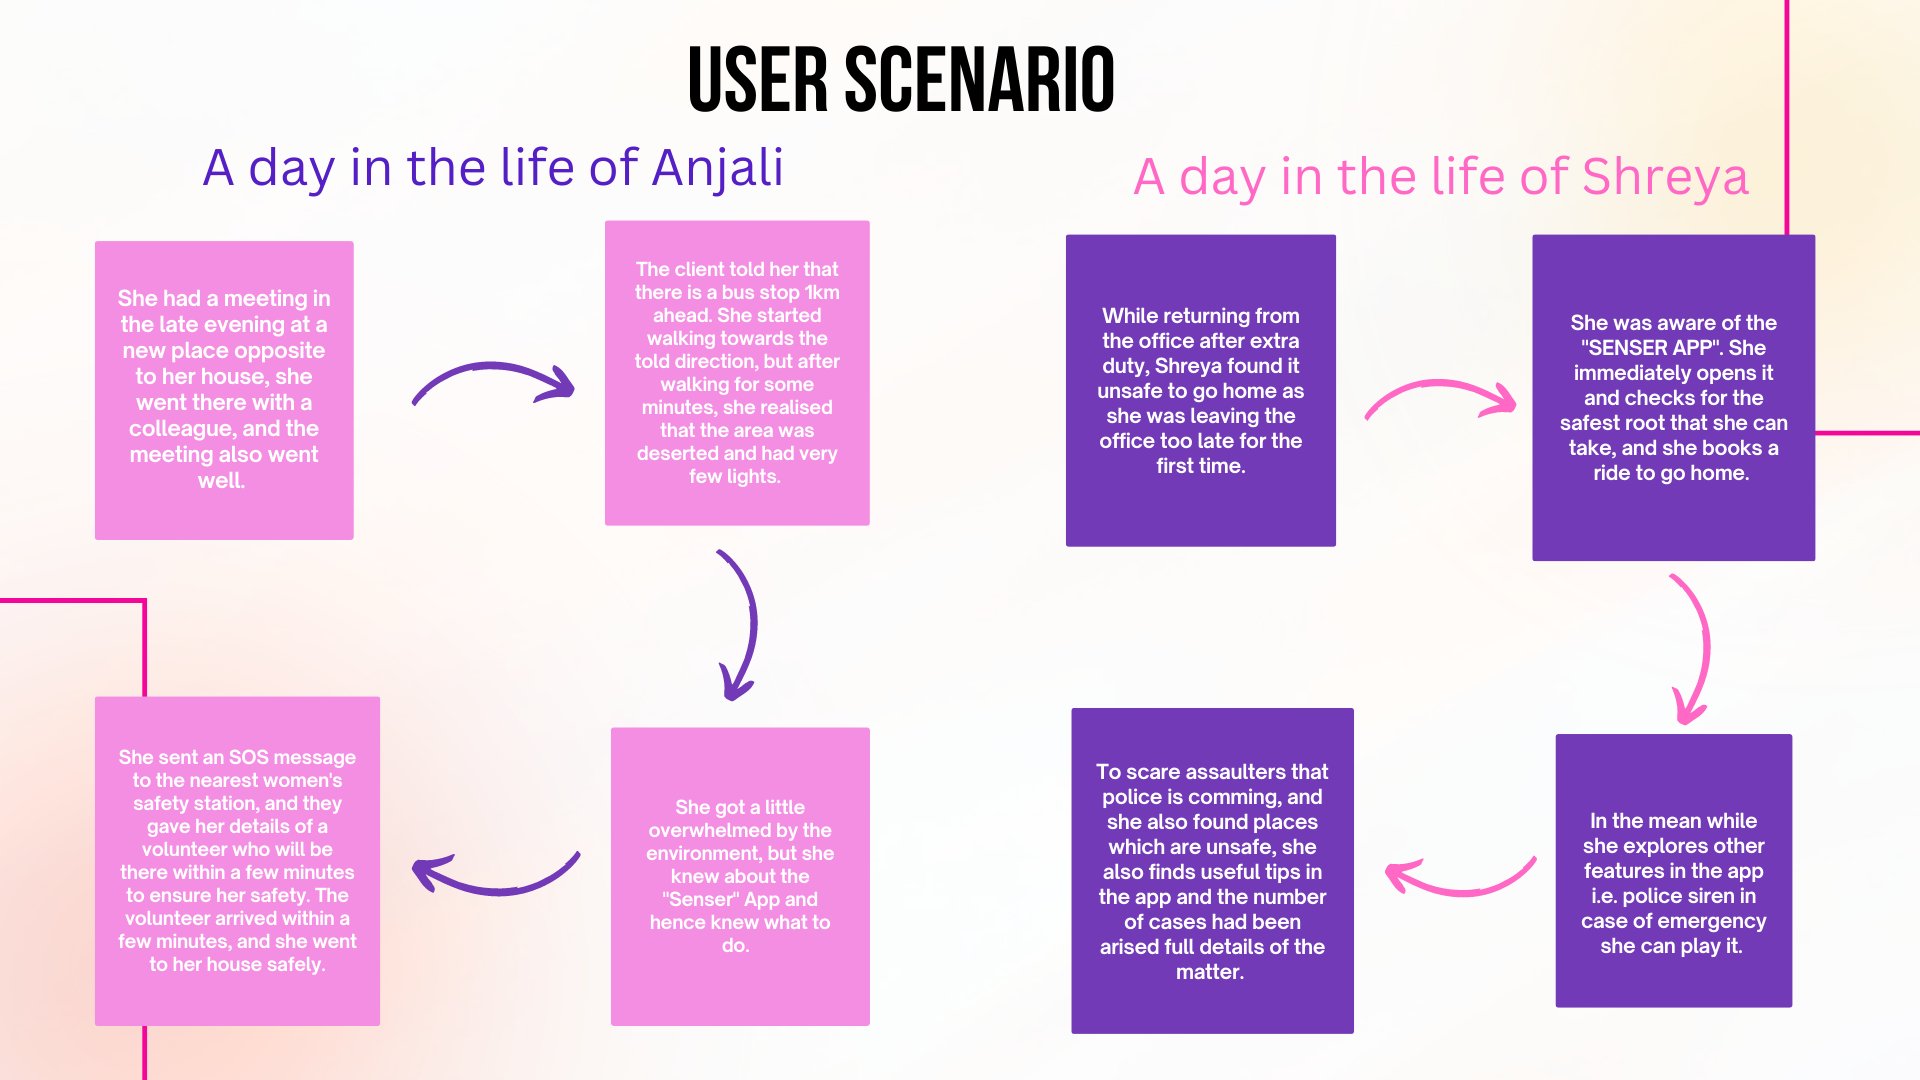 USER SCENARIO
A day in the life of Anjali
She had a meeting in
the late evening at a
new place opposite
to her house, she
went there with a
colleague, and the
meeting also went
well.
The client told her that
there is a bus stop 1km
ahead. She started
walking towards the
told direction, but after
walking for some
minutes, she realised
that the area was
deserted and had very
few lights.
She got a little
overwhelmed by the
environment, but she
knew about the
"Senser" App and
hence knew what to
do.
She sent an SOS message
to the nearest women's
safety station, and they
gave her details of a
volunteer who will be
there within a few minutes
to ensure her safety. The
volunteer arrived within a
few minutes, and she went
to her house safely.
A day in the life of Shreya
While returning from
the office after extra
duty, Shreya found it
unsafe to go home as
she was leaving the
office too late for the
first time.
She was aware of the
"SENSER APP". She
immediately opens it
and checks for the
safest root that she can
take, and she books a
ride to go home.
In the mean while
she explores other
features in the app
i.e. police siren in
case of emergency
she can play it.
To scare assaulters that
police is comming, and
she also found places
which are unsafe, she
also finds useful tips in
the app and the number
of cases had been
arised full details of the
matter.